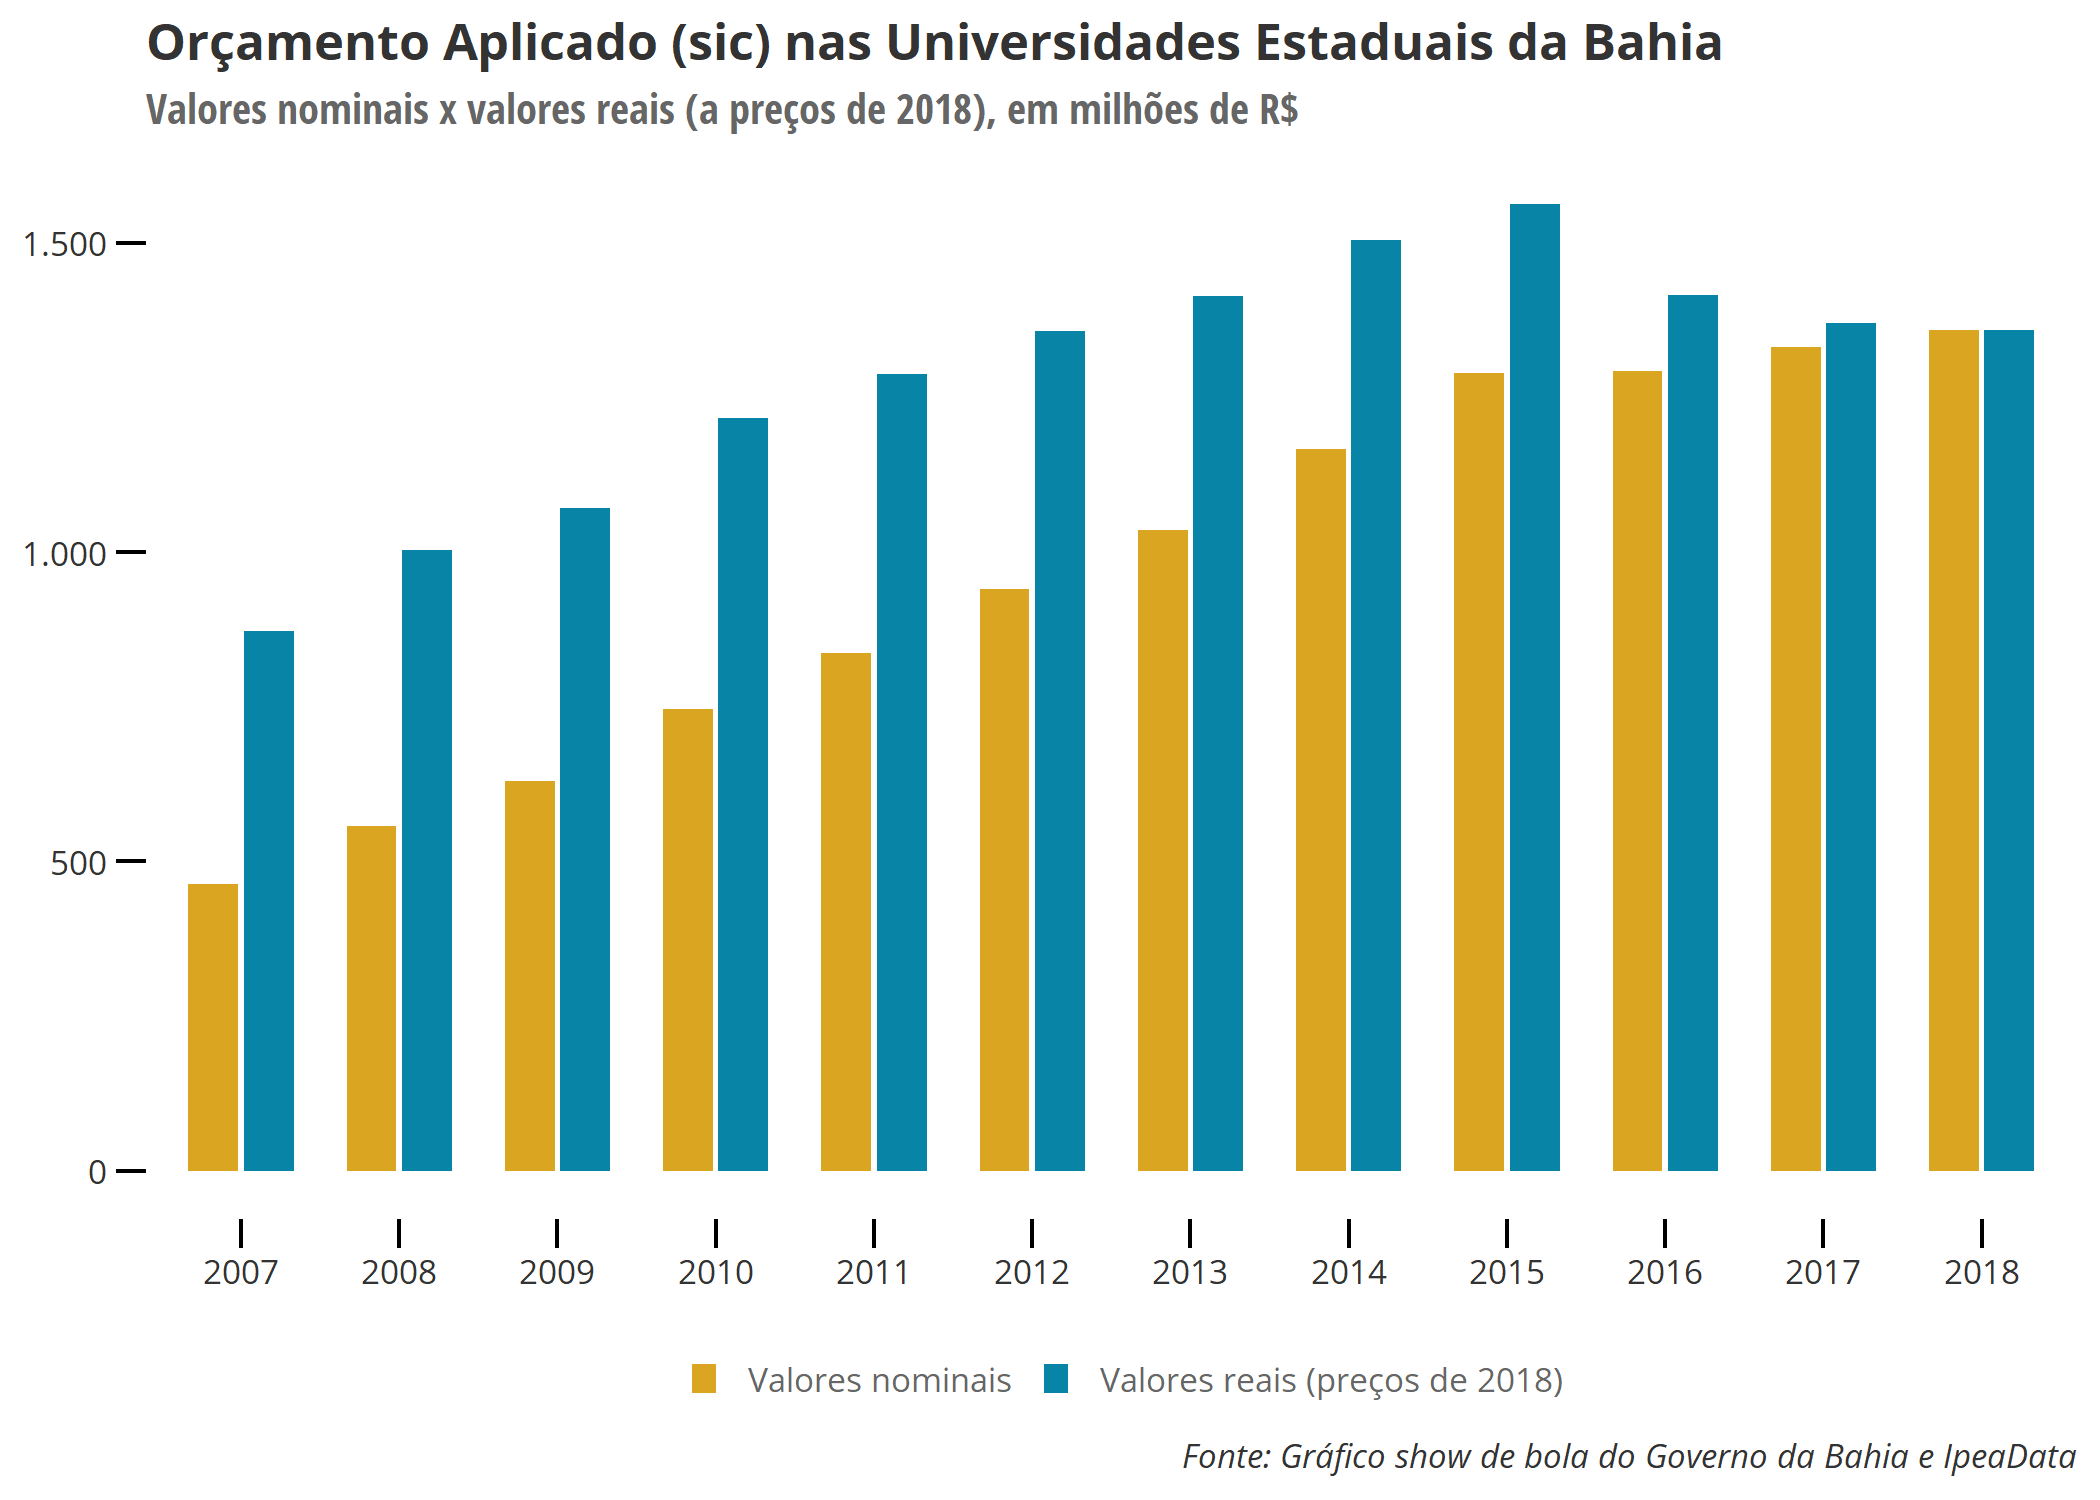 Orçamento Aplicado (sic) nas Universidades Estaduais da Bahia
Valores nominais x valores reais (a preços de 2018), em milhões de R$
1.500
1.000
500
0
2007 2008 2009 2010 2011 2012 2013 2014 2015 2016 2017 2018
Valores nominais Valores reais (preços de 2018)
Fonte: Gráfico show de bola do Governo da Bahia e IpeaData